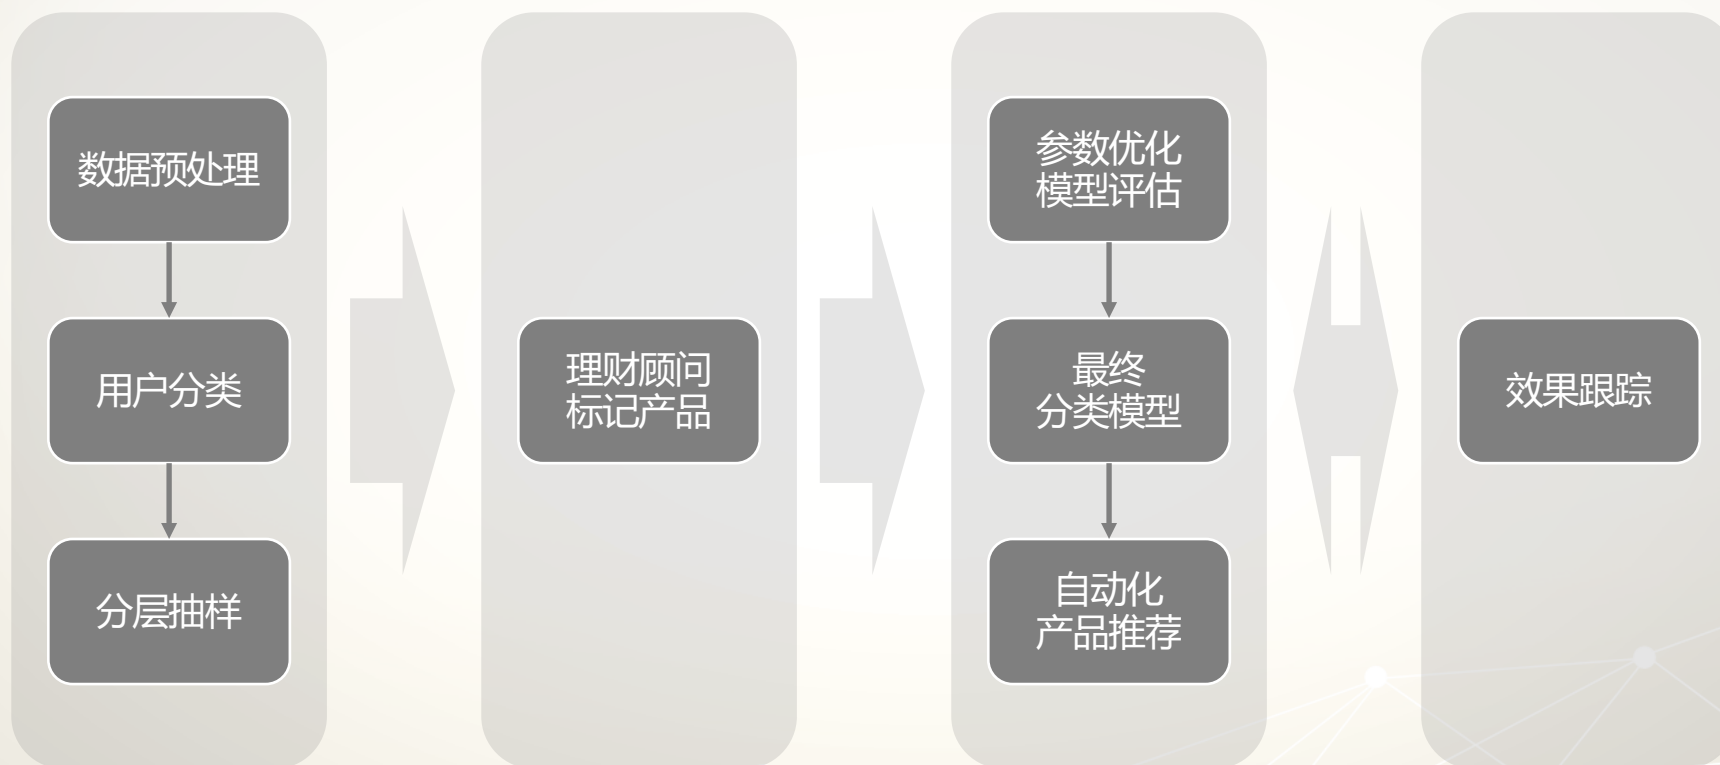 数据预处理
用户分类
分层抽样
理财顾问
标记产品
参数优化
模型评估
最终
分类模型
自动化
产品推荐
效果跟踪